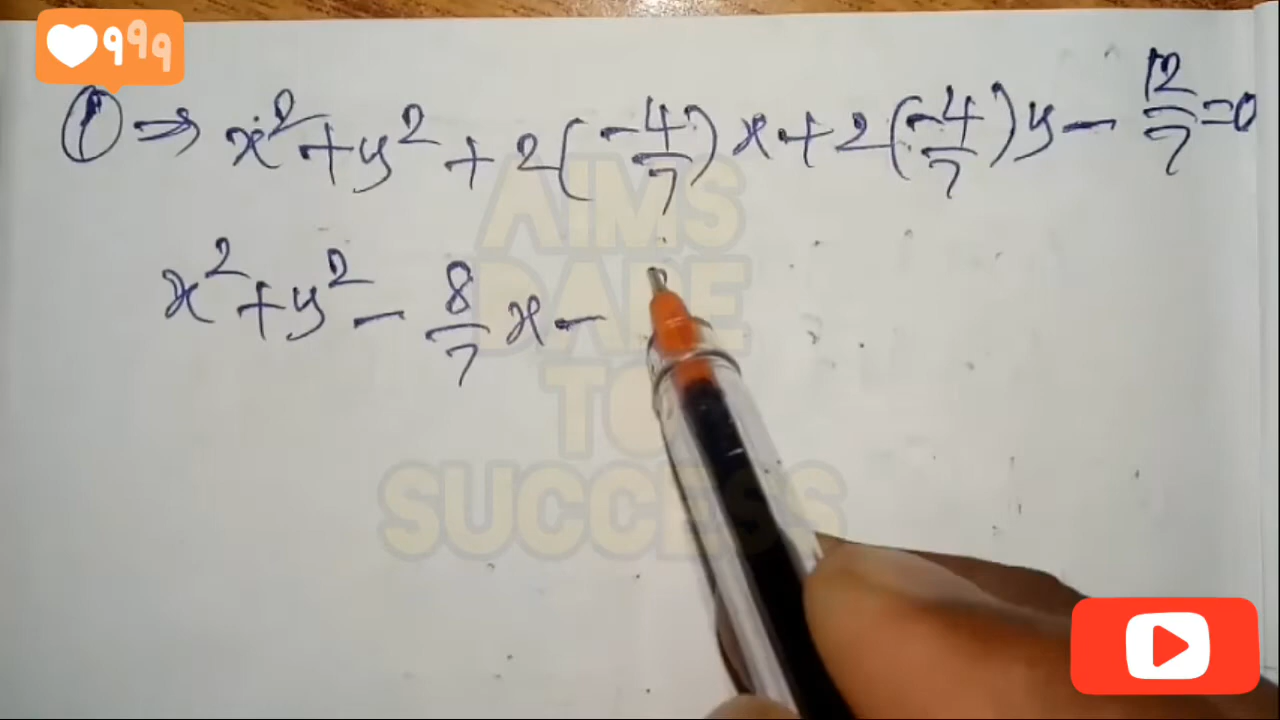 999
① ⇒ x² + y² + 2(-4/7)x + 2(-4/7)y - 12/7 = 0
x² + y² - 8/7 x -
AIMS
DARE
TO
SUCCESS